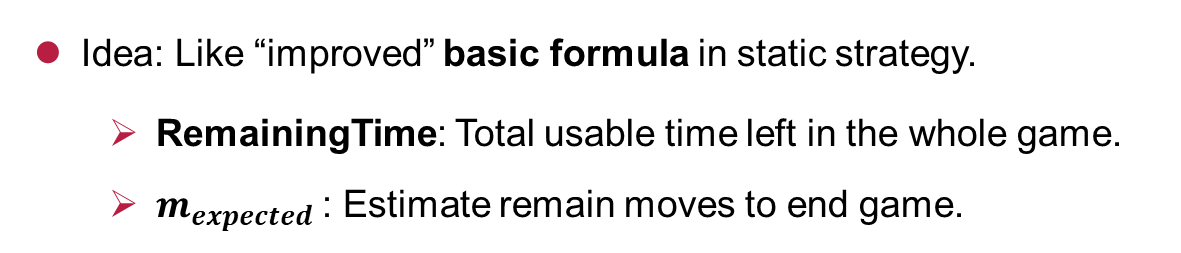 Idea: Like “improved” basic formula in static strategy.
RemainingTime: Total usable time left in the whole game.
m_expected : Estimate remain moves to end game.